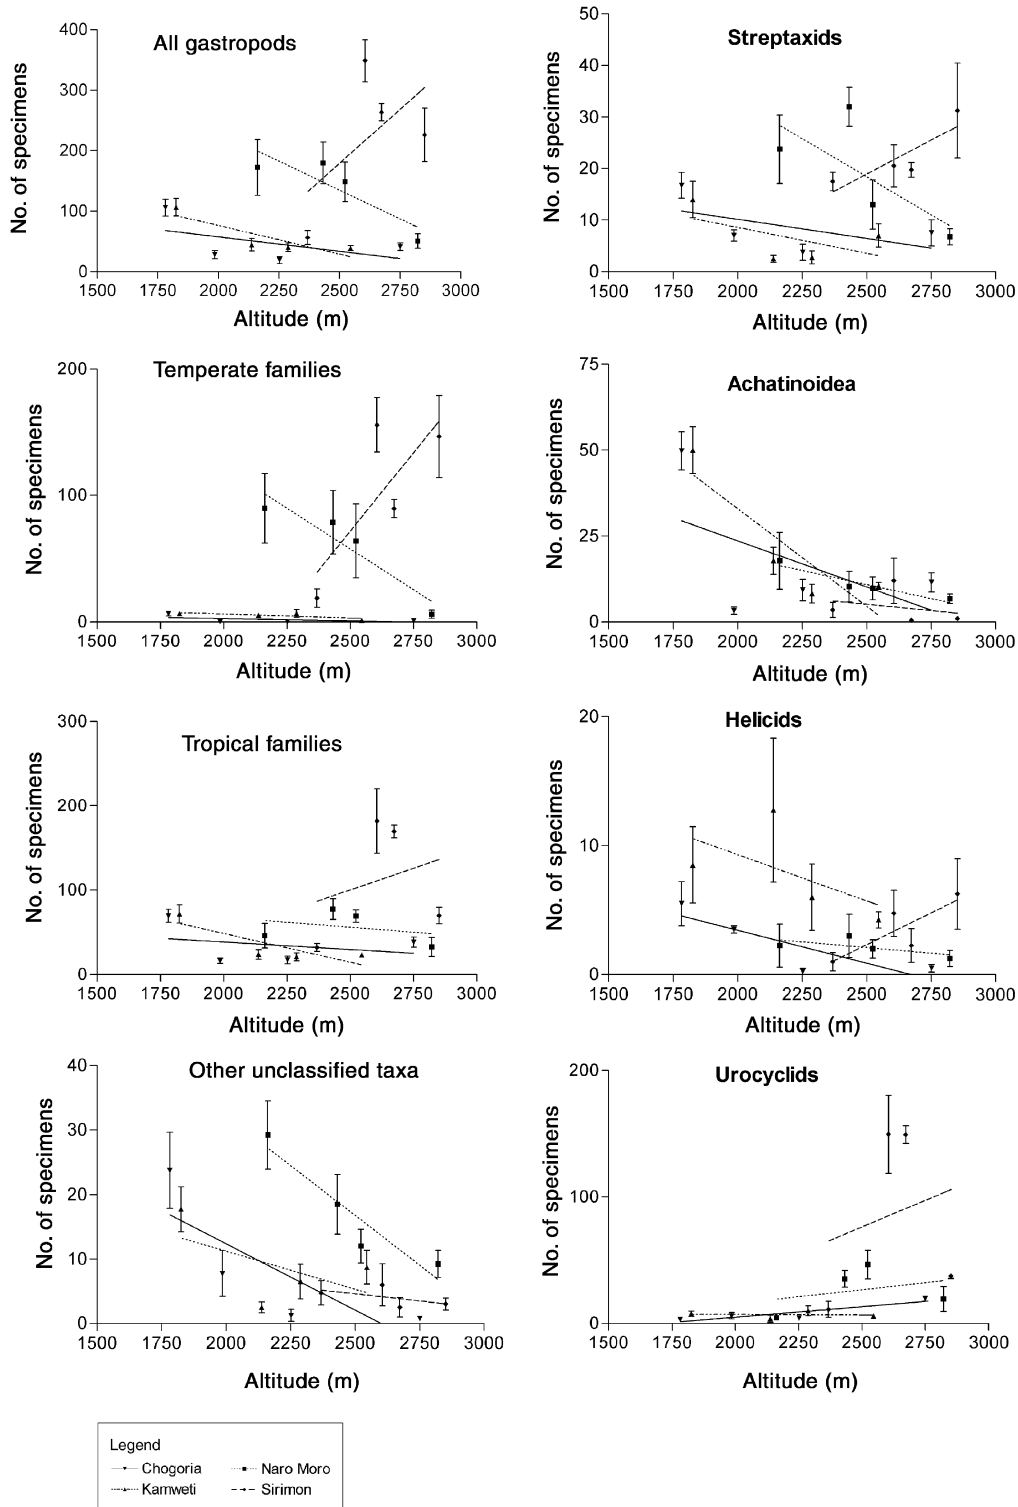 All gastropods
No. of specimens
400
300
200
100
0
1500 1750 2000 2250 2500 2750 3000
Altitude (m)
Streptaxids
No. of specimens
50
40
30
20
10
0
1500 1750 2000 2250 2500 2750 3000
Altitude (m)
Temperate families
No. of specimens
200
100
0
1500 1750 2000 2250 2500 2750 3000
Altitude (m)
Achatinoidea
No. of specimens
75
50
25
0
1500 1750 2000 2250 2500 2750 3000
Altitude (m)
Tropical families
No. of specimens
300
200
100
0
1500 1750 2000 2250 2500 2750 3000
Altitude (m)
Helicids
No. of specimens
20
10
0
1500 1750 2000 2250 2500 2750 3000
Altitude (m)
Other unclassified taxa
No. of specimens
40
30
20
10
0
1500 1750 2000 2250 2500 2750 3000
Altitude (m)
Urocyclids
No. of specimens
200
100
0
1500 1750 2000 2250 2500 2750 3000
Altitude (m)
Legend
Chogoria
Naro Moro
Kamweti
Sirimon